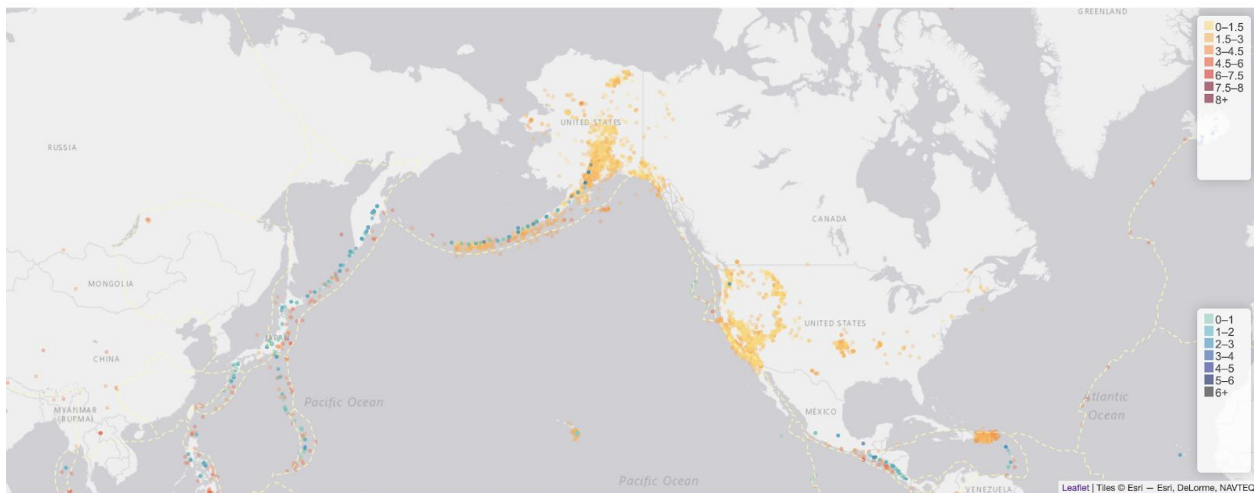 GREENLAND
0–1.5
1.5–3
3–4.5
4.5–6
6–7.5
7.5–8
8+
UNITED STATES
RUSSIA
CANADA
MONGOLIA
0–1
1–2
2–3
3–4
4–5
5–6
6+
UNITED STATES
CHINA
Pacific Ocean
Atlantic
Ocean
MYANMAR
(BURMA)
MÉXICO
Pacific Ocean
VENEZUELA
Leaflet | Tiles © Esri — Esri, DeLorme, NAVTEQ